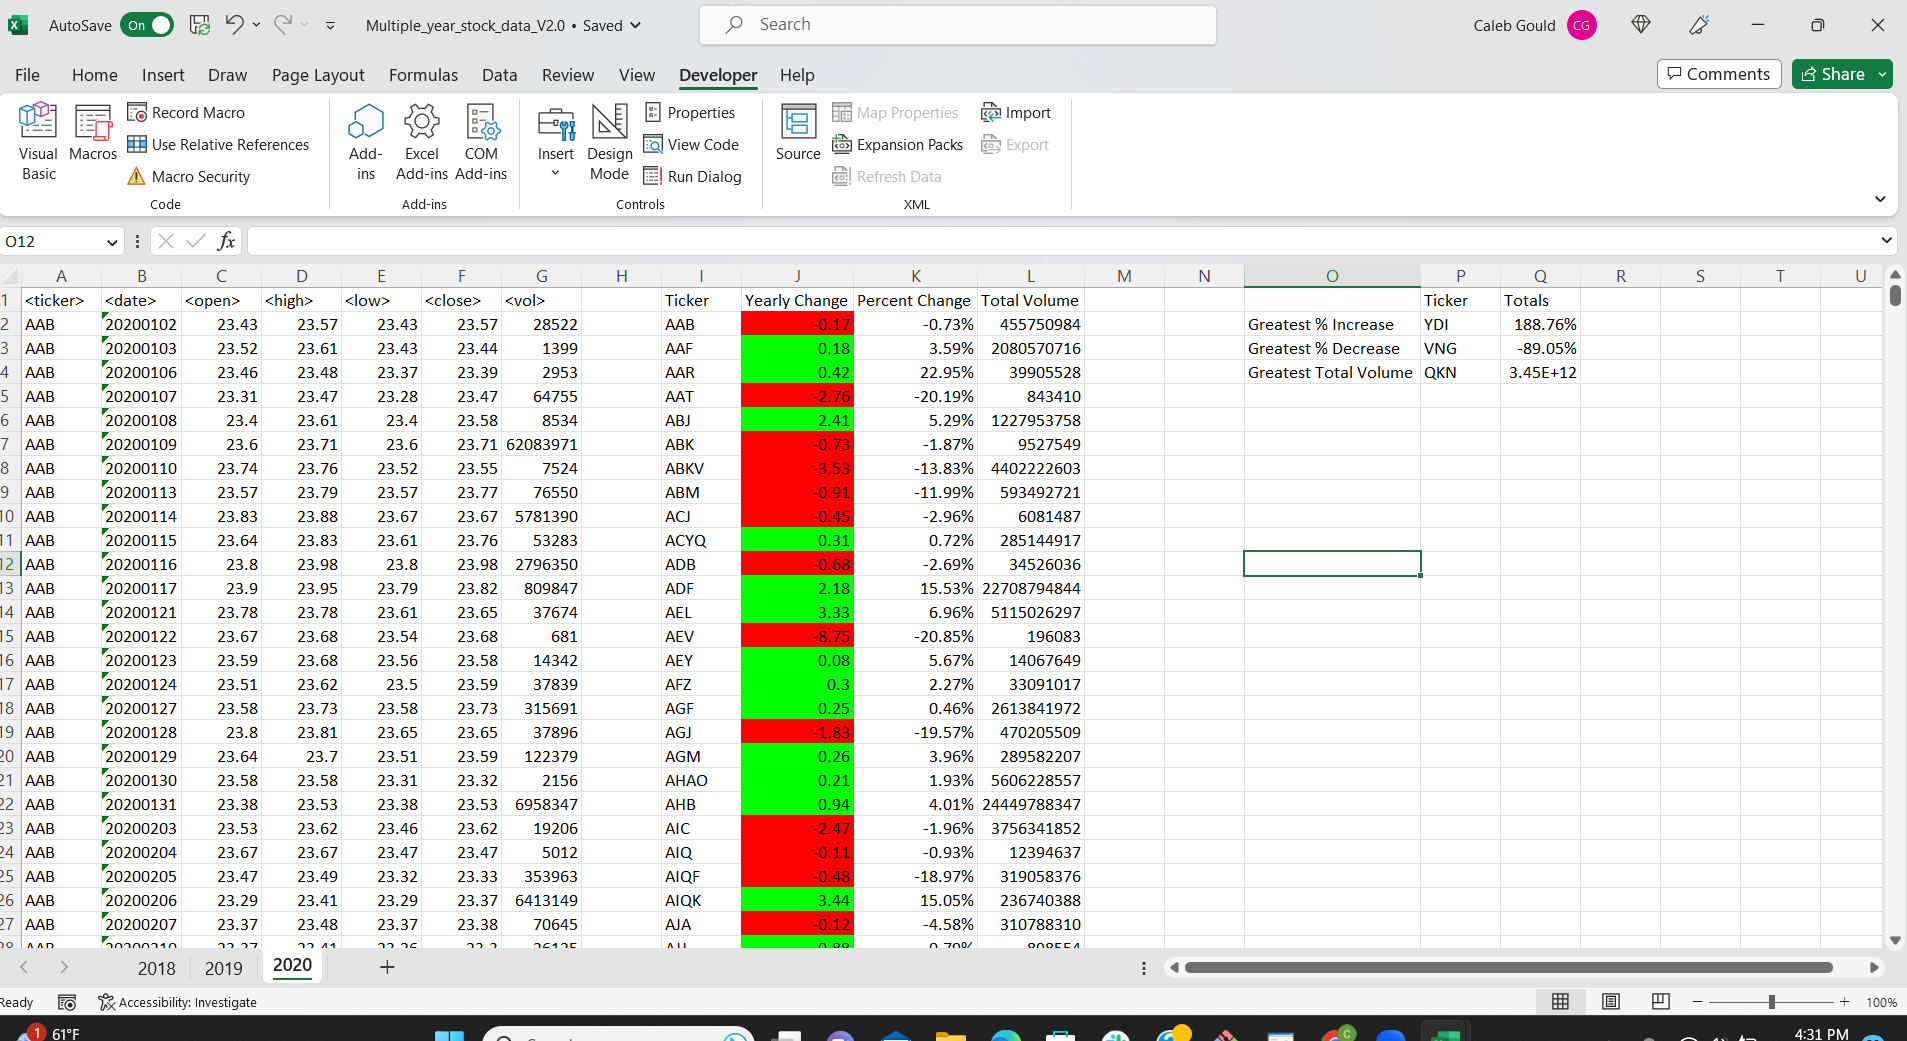 AutoSave On Multiple_year_stock_data_V2.0 • Saved Search Caleb Gould CG
File Home Insert Draw Page Layout Formulas Data Review View Developer Help Comments Share
Visual Basic Macros Record Macro Use Relative References Macro Security Code
Add-ins Excel Add-ins COM Add-ins Add-ins
Insert Design Mode Properties View Code Run Dialog Controls
Source Map Properties Expansion Packs Refresh Data Import Export XML
O12 fx
A B C D E F G H I J K L M N O P Q R S T U
1 <ticker> <date> <open> <high> <low> <close> <vol> Ticker Yearly Change Percent Change Total Volume Ticker Totals
2 AAB 20200102 23.43 23.57 23.43 23.57 28522 AAB -0.17 -0.73% 455750984 Greatest % Increase YDI 188.76%
3 AAB 20200103 23.52 23.61 23.43 23.44 1399 AAF 0.18 3.59% 2080570716 Greatest % Decrease VNG -89.05%
4 AAB 20200106 23.46 23.48 23.37 23.39 2953 AAR 0.42 22.95% 39905528 Greatest Total Volume QKN 3.45E+12
5 AAB 20200107 23.31 23.47 23.28 23.47 64755 AAT -2.76 -20.19% 843410
6 AAB 20200108 23.4 23.61 23.4 23.58 8534 ABJ 2.41 5.29% 1227953758
7 AAB 20200109 23.6 23.71 23.6 23.71 62083971 ABK -0.73 -1.87% 9527549
8 AAB 20200110 23.74 23.76 23.52 23.55 7524 ABKV -3.53 -13.83% 4402222603
9 AAB 20200113 23.57 23.79 23.57 23.77 76550 ABM -0.91 -11.99% 593492721
10 AAB 20200114 23.83 23.88 23.67 23.67 5781390 ACJ -0.45 -2.96% 6081487
11 AAB 20200115 23.64 23.83 23.61 23.76 53283 ACYQ 0.31 0.72% 285144917
12 AAB 20200116 23.8 23.98 23.8 23.98 2796350 ADB -0.68 -2.69% 34526036
13 AAB 20200117 23.9 23.95 23.79 23.82 809847 ADF 2.18 15.53% 22708794844
14 AAB 20200121 23.78 23.78 23.61 23.65 37674 AEL 3.33 6.96% 5115026297
15 AAB 20200122 23.67 23.68 23.54 23.68 681 AEV -8.75 -20.85% 196083
16 AAB 20200123 23.59 23.68 23.56 23.58 14342 AEY 0.08 5.67% 14067649
17 AAB 20200124 23.51 23.62 23.5 23.59 37839 AFZ 0.3 2.27% 33091017
18 AAB 20200127 23.58 23.73 23.58 23.73 315691 AGF 0.25 0.46% 2613841972
19 AAB 20200128 23.8 23.81 23.65 23.65 37896 AGJ -1.83 -19.57% 470205509
20 AAB 20200129 23.64 23.7 23.51 23.59 122379 AGM 0.26 3.96% 289582207
21 AAB 20200130 23.58 23.58 23.31 23.32 2156 AHAO 0.21 1.93% 5606228557
22 AAB 20200131 23.38 23.53 23.38 23.53 6958347 AHB 0.94 4.01% 24449788347
23 AAB 20200203 23.53 23.62 23.46 23.62 19206 AIC -2.47 -1.96% 3756341852
24 AAB 20200204 23.67 23.67 23.47 23.47 5012 AIQ -0.11 -0.93% 12394637
25 AAB 20200205 23.47 23.49 23.32 23.33 353963 AIQF -0.48 -18.97% 319058376
26 AAB 20200206 23.29 23.41 23.29 23.37 6413149 AIQK 3.44 15.05% 236740388
27 AAB 20200207 23.37 23.48 23.37 23.38 70645 AJA -0.12 -4.58% 310788310
2018 2019 2020
Ready Accessibility: Investigate 100%
1 61°F 4:31 PM